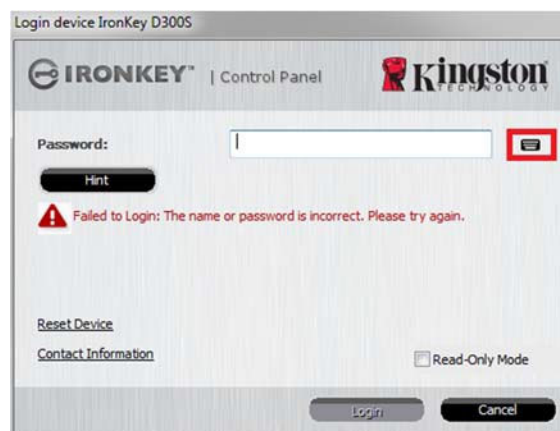 Login device IronKey D300S
IRONKEY™ | Control Panel
Kingston
TECHNOLOGY
Password:
Hint
Failed to Login: The name or password is incorrect. Please try again.
Reset Device
Contact Information
Read-Only Mode
Login
Cancel